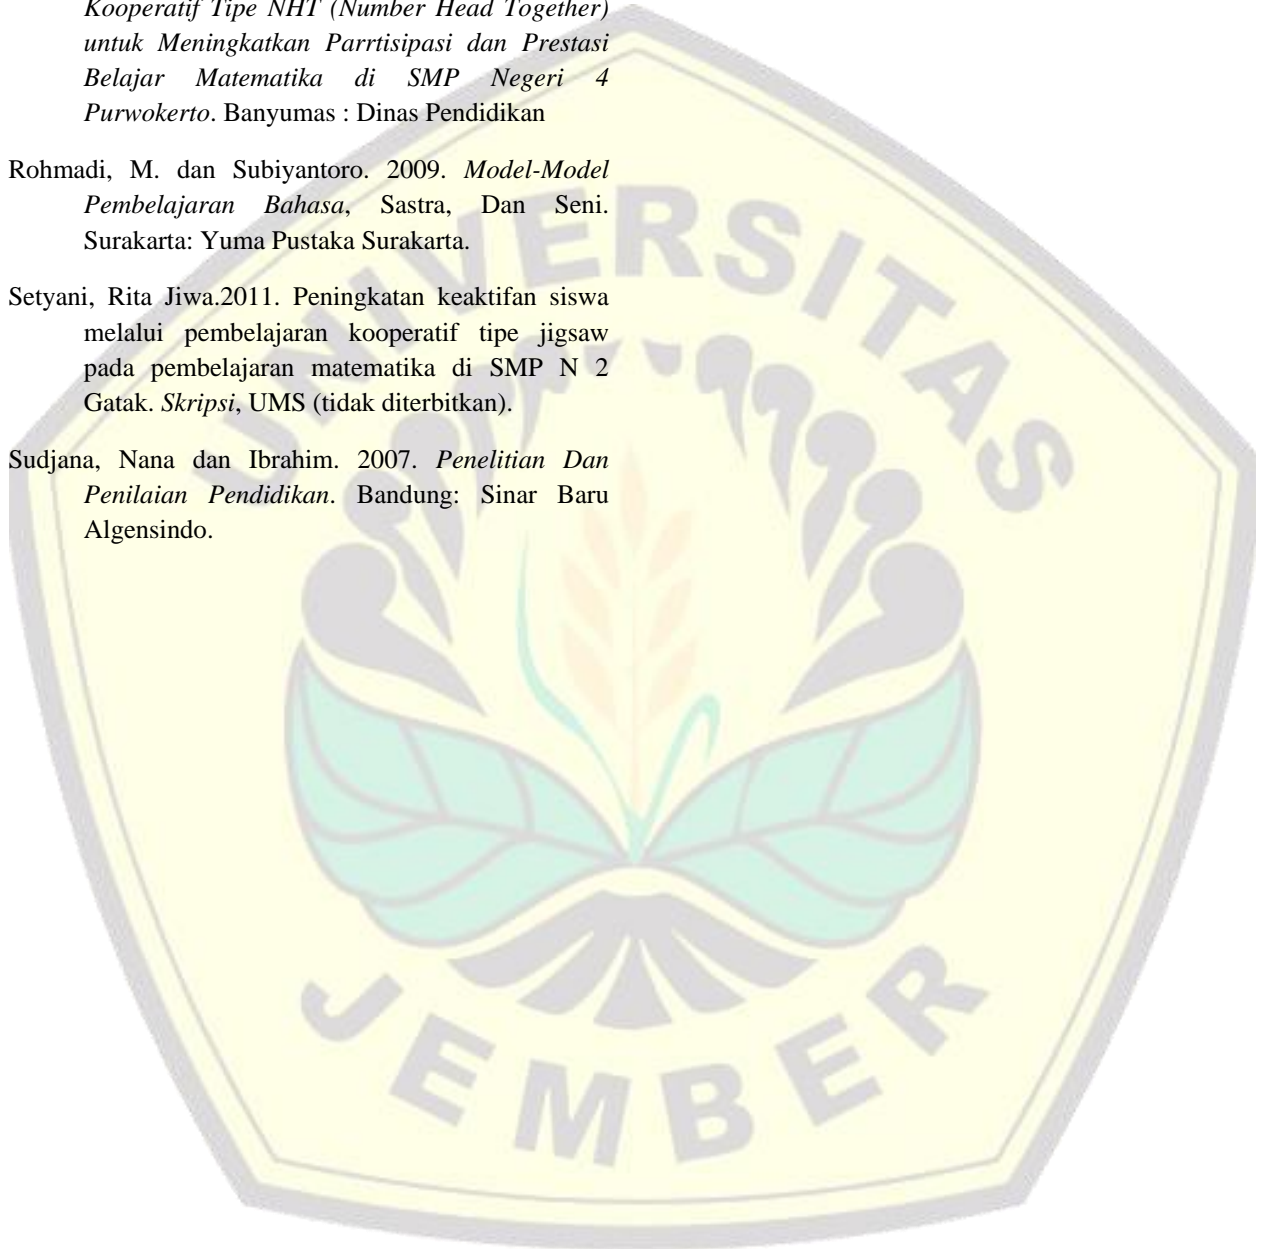 Kooperatif Tipe NHT (Number Head Together)
untuk Meningkatkan Parrtisipasi dan Prestasi
Belajar Matematika di SMP Negeri 4
Purwokerto. Banyumas : Dinas Pendidikan
Rohmadi, M. dan Subiyantoro. 2009. Model-Model
Pembelajaran Bahasa, Sastra, Dan Seni.
Surakarta: Yuma Pustaka Surakarta.
Setyani, Rita Jiwa.2011. Peningkatan keaktifan siswa
melalui pembelajaran kooperatif tipe jigsaw
pada pembelajaran matematika di SMP N 2
Gatak. Skripsi, UMS (tidak diterbitkan).
Sudjana, Nana dan Ibrahim. 2007. Penelitian Dan
Penilaian Pendidikan. Bandung: Sinar Baru
Algensindo.
UNIVERSITAS
JEMBER